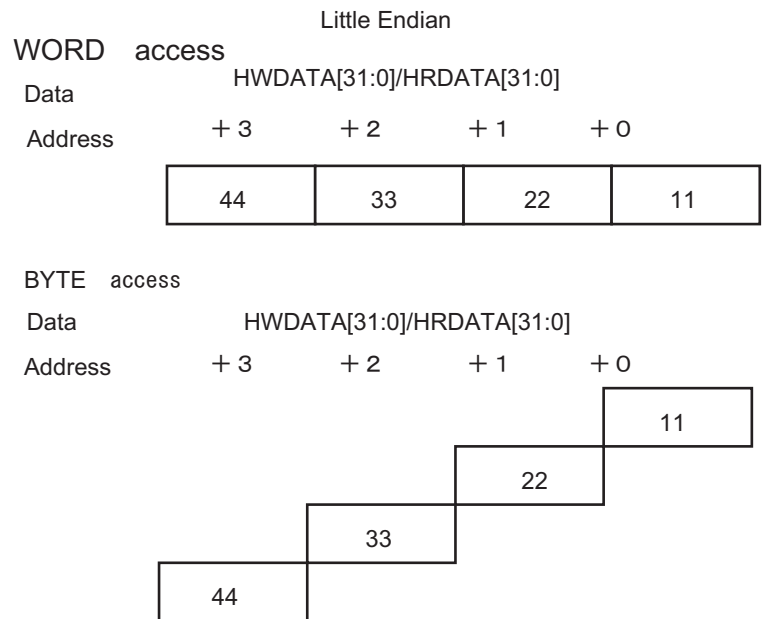 Little Endian
WORD access
Data HWDATA[31:0]/HRDATA[31:0]
Address +3 +2 +1 +0
44 33 22 11
BYTE access
Data HWDATA[31:0]/HRDATA[31:0]
Address +3 +2 +1 +0
11
22
33
44